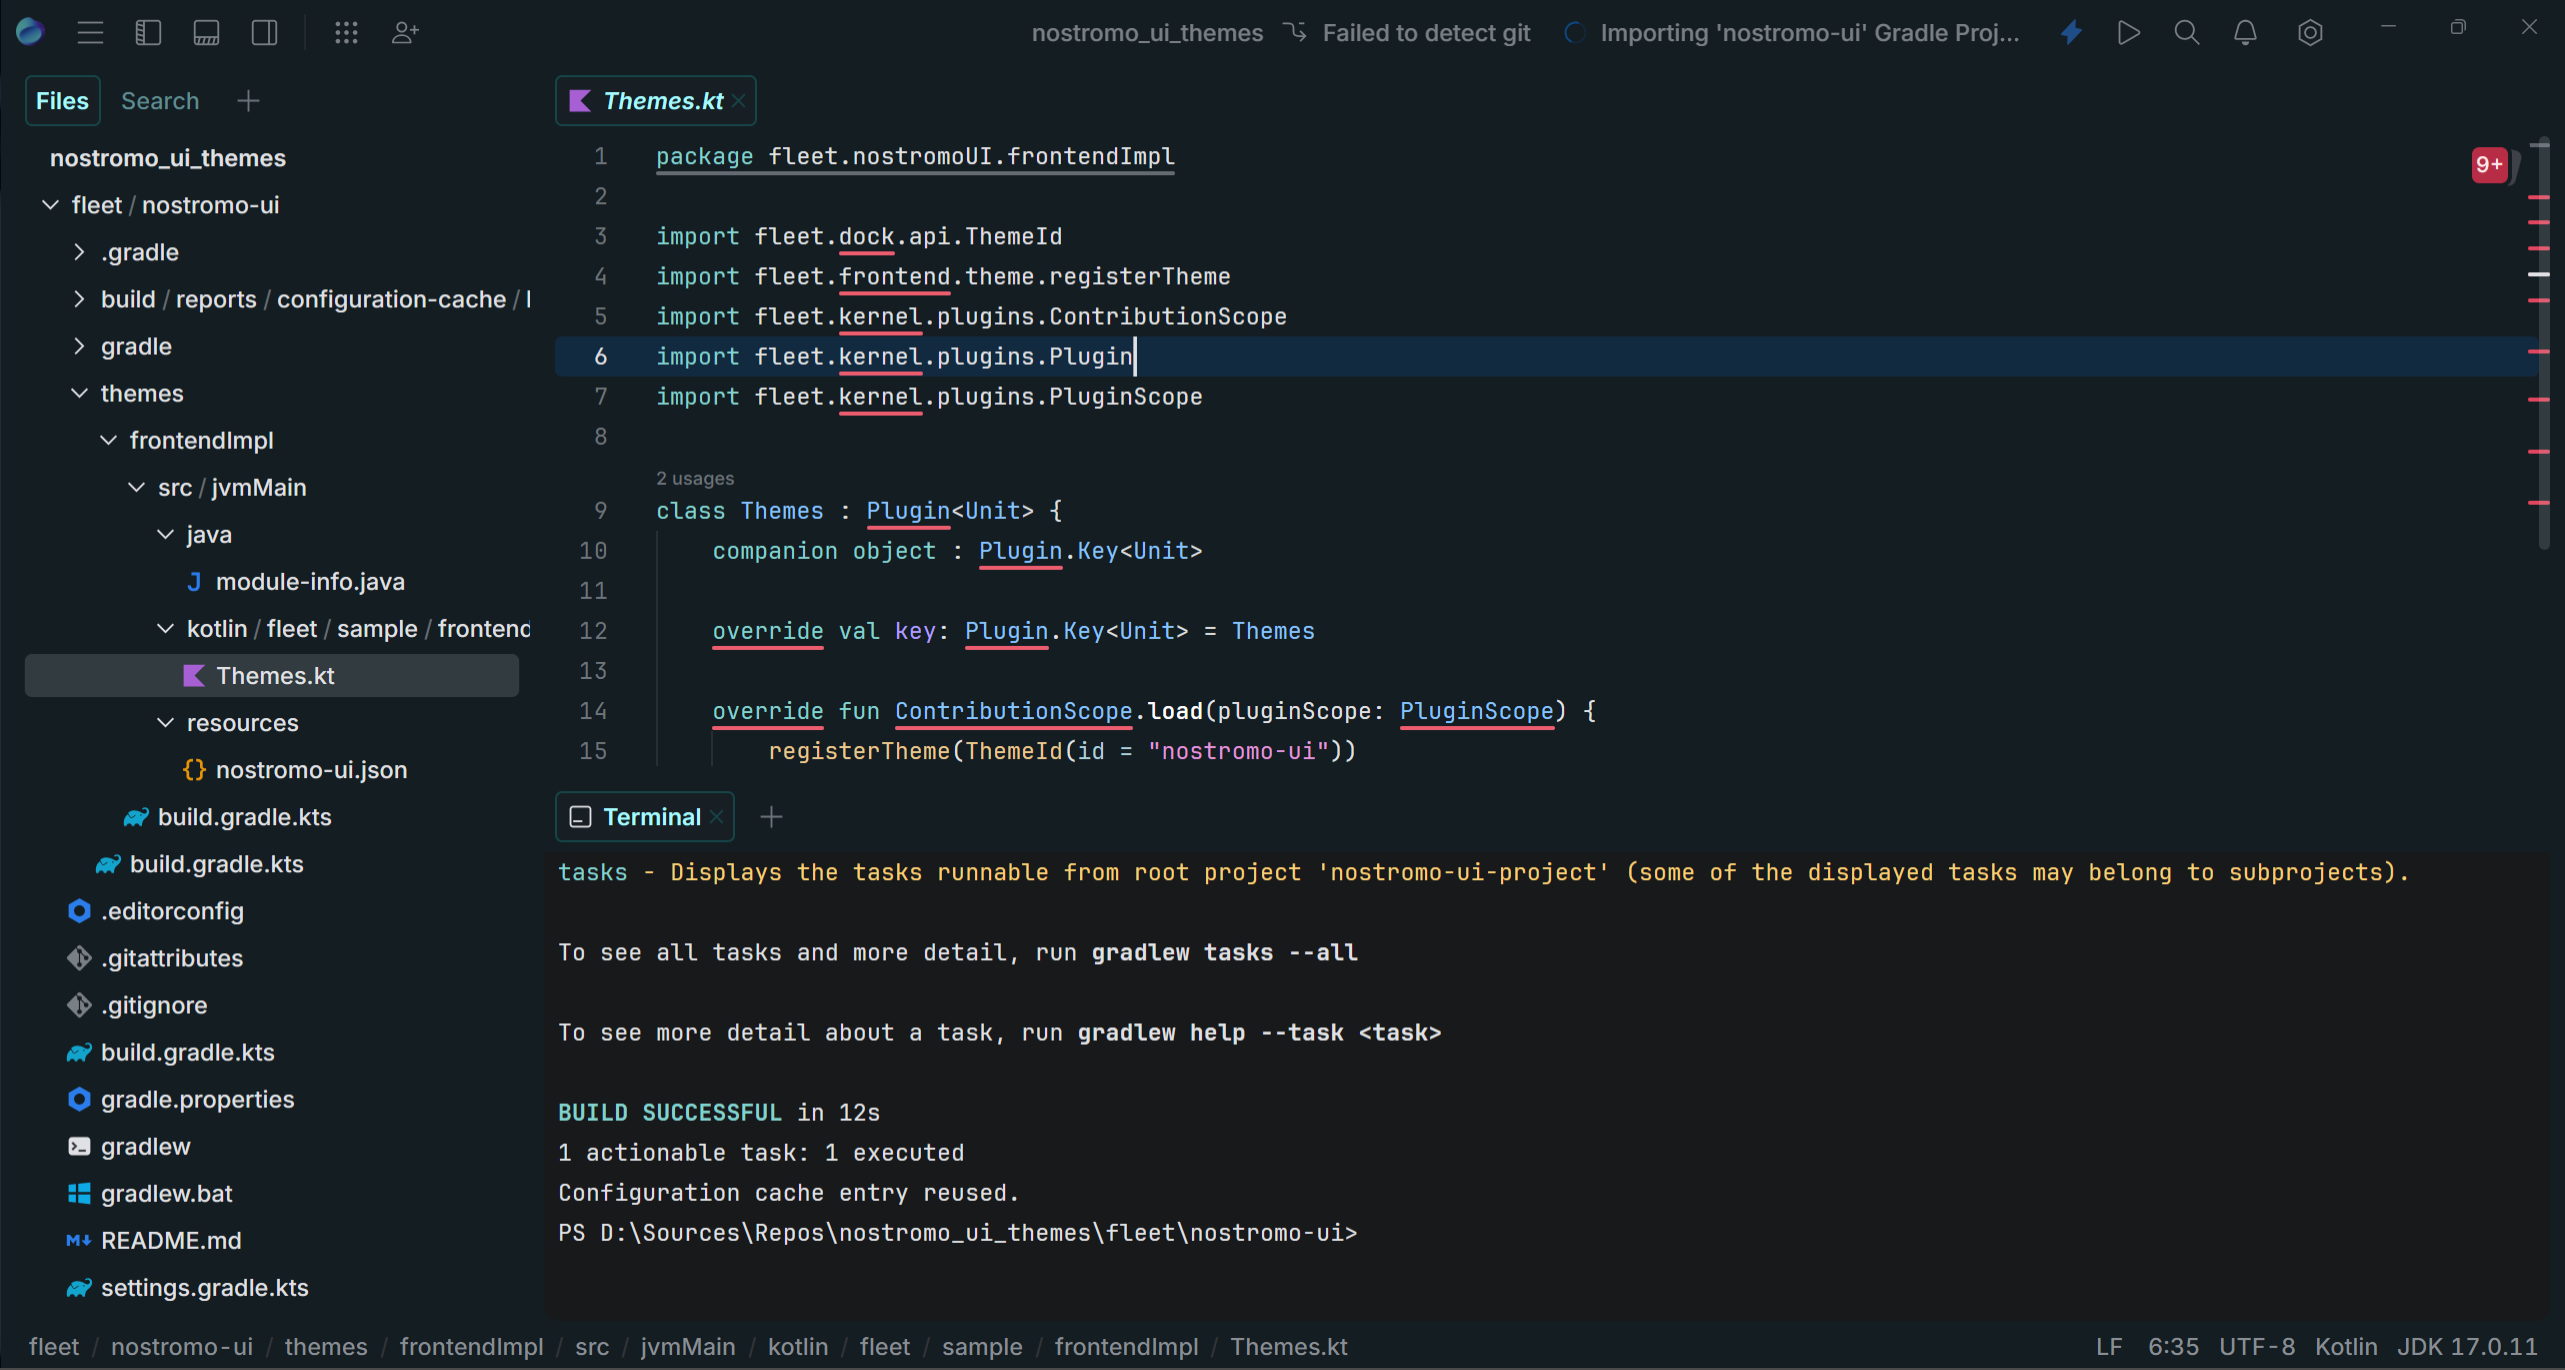 nostromo_ui_themes Failed to detect git Importing 'nostromo-ui' Gradle Proj...
Files Search
nostromo_ui_themes
fleet / nostromo-ui
.gradle
build / reports / configuration-cache /
gradle
themes
frontendImpl
src / jvmMain
java
module-info.java
kotlin / fleet / sample / frontend
Themes.kt
resources
nostromo-ui.json
build.gradle.kts
build.gradle.kts
.editorconfig
.gitattributes
.gitignore
build.gradle.kts
gradle.properties
gradlew
gradlew.bat
README.md
settings.gradle.kts
Themes.kt
9+
1 package fleet.nostromoUI.frontendImpl
2
3 import fleet.dock.api.ThemeId
4 import fleet.frontend.theme.registerTheme
5 import fleet.kernel.plugins.ContributionScope
6 import fleet.kernel.plugins.Plugin
7 import fleet.kernel.plugins.PluginScope
8
2 usages
9 class Themes : Plugin<Unit> {
10 companion object : Plugin.Key<Unit>
11
12 override val key: Plugin.Key<Unit> = Themes
13
14 override fun ContributionScope.load(pluginScope: PluginScope) {
15 registerTheme(ThemeId(id = "nostromo-ui"))
Terminal
tasks - Displays the tasks runnable from root project 'nostromo-ui-project' (some of the displayed tasks may belong to subprojects).
To see all tasks and more detail, run gradlew tasks --all
To see more detail about a task, run gradlew help --task <task>
BUILD SUCCESSFUL in 12s
1 actionable task: 1 executed
Configuration cache entry reused.
PS D:\Sources\Repos\nostromo_ui_themes\fleet\nostromo-ui>
fleet / nostromo-ui / themes / frontendImpl / src / jvmMain / kotlin / fleet / sample / frontendImpl / Themes.kt LF 6:35 UTF-8 Kotlin JDK 17.0.11